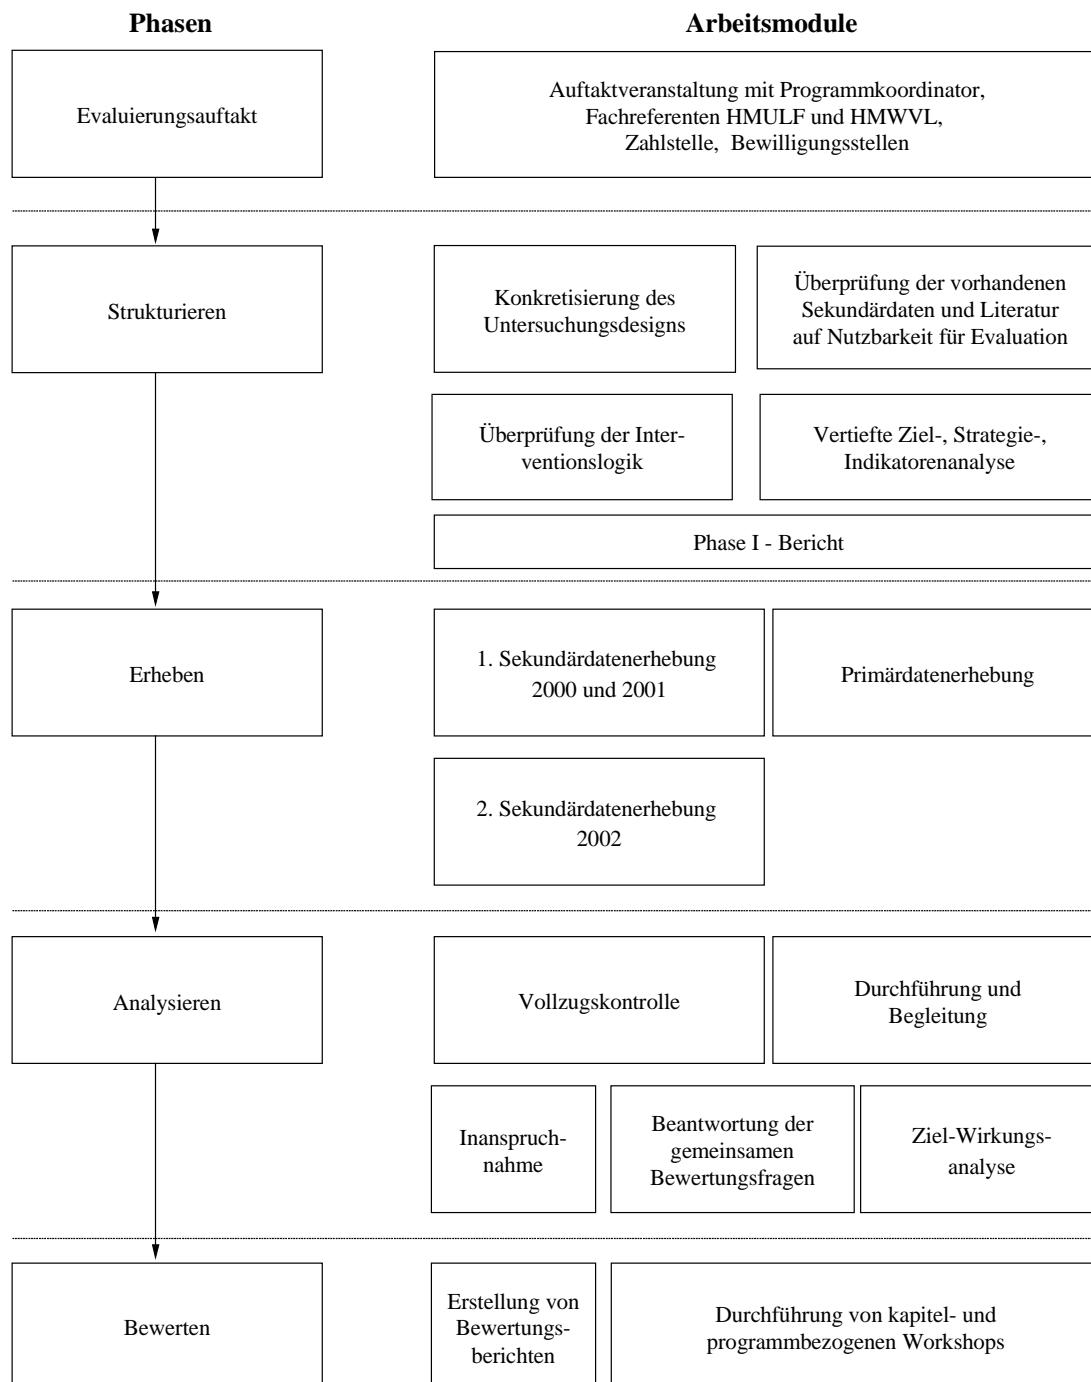 Phasen
Arbeitsmodule
Evaluierungsauftakt
Auftaktveranstaltung mit Programmkoordinator,
Fachreferenten HMULF und HMWVL,
Zahlstelle, Bewilligungsstellen
Strukturieren
Konkretisierung des
Untersuchungsdesigns
Überprüfung der vorhandenen
Sekundärdaten und Literatur
auf Nutzbarkeit für Evaluation
Überprüfung der Inter-
ventionslogik
Vertiefte Ziel-, Strategie-,
Indikatorenanalyse
Phase I - Bericht
Erheben
1. Sekundärdatenerhebung
2000 und 2001
Primärdatenerhebung
2. Sekundärdatenerhebung
2002
Analysieren
Vollzugskontrolle
Durchführung und
Begleitung
Inanspruch-
nahme
Beantwortung der
gemeinsamen
Bewertungsfragen
Ziel-Wirkungs-
analyse
Bewerten
Erstellung von
Bewertungs-
berichten
Durchführung von kapitel- und
programmbezogenen Workshops